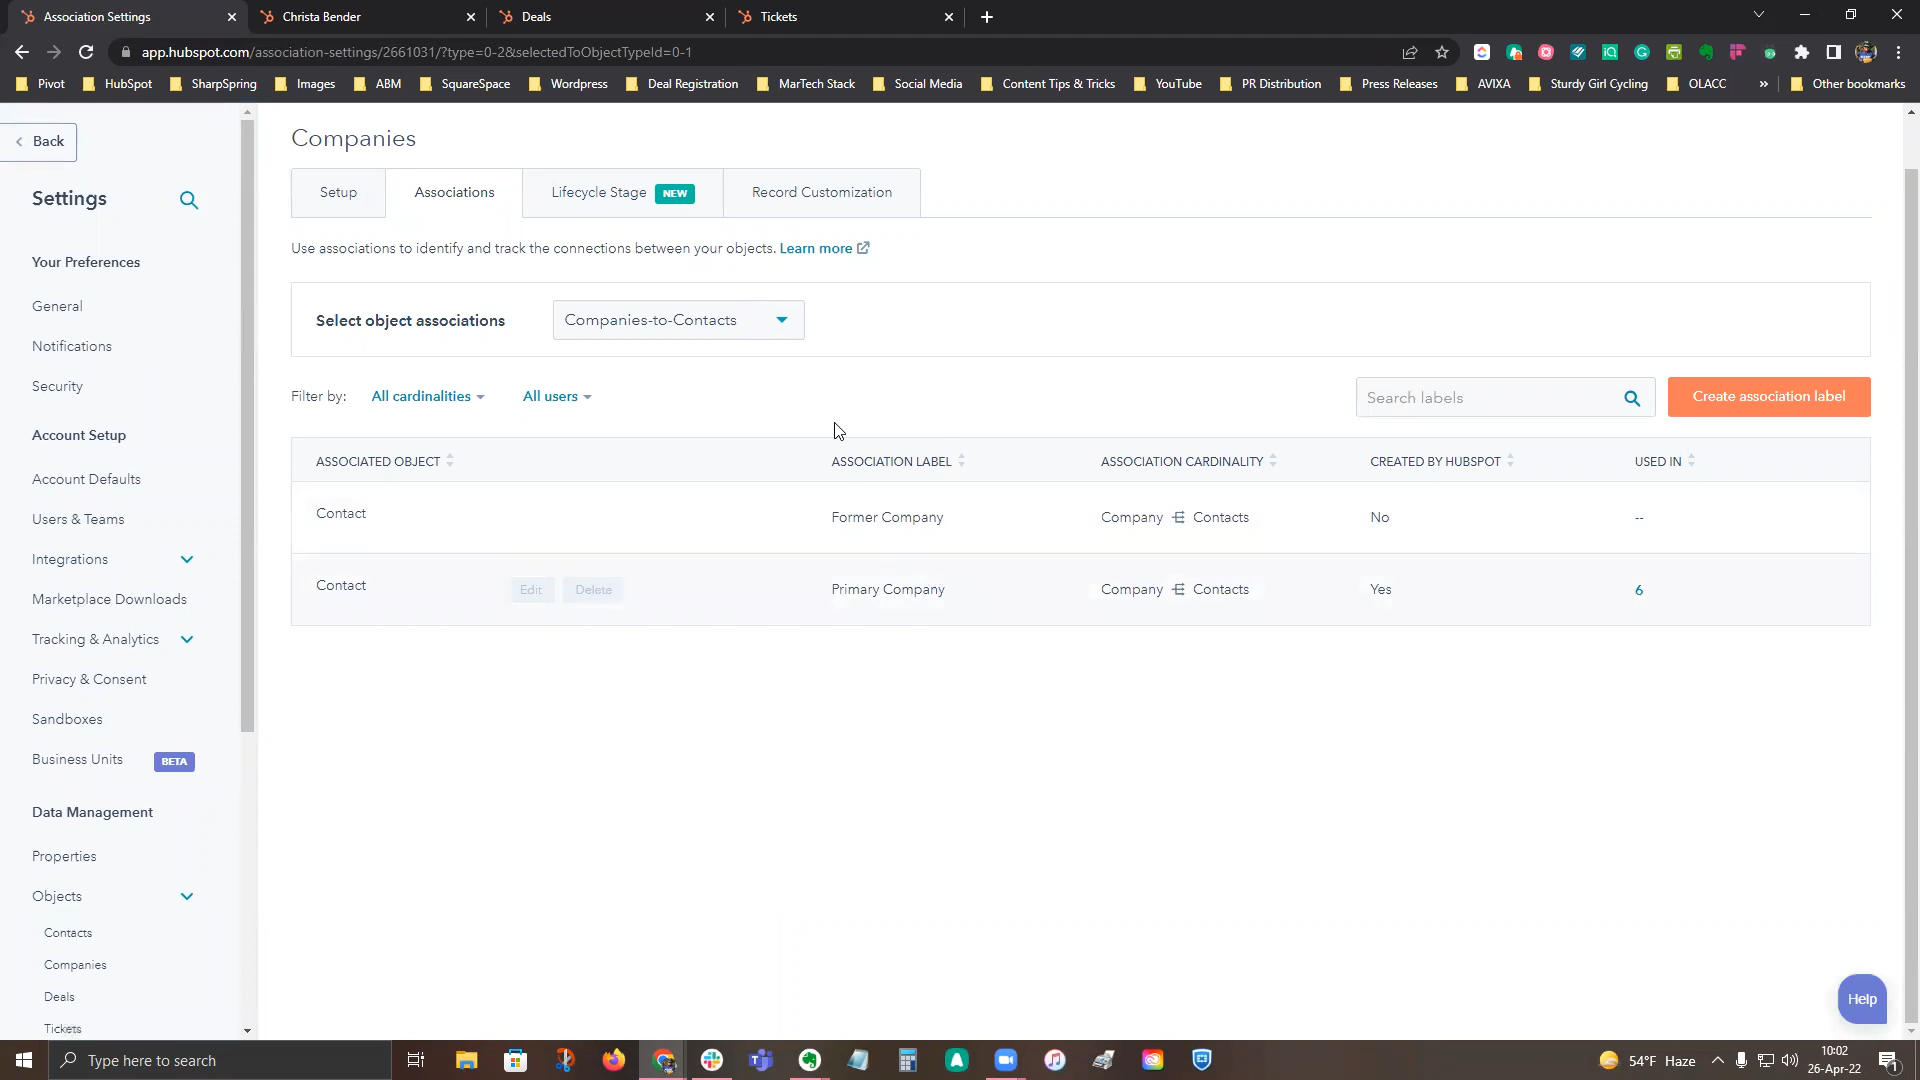 Association Settings
Christa Bender
Deals
Tickets
app.hubspot.com/association-settings/2661031/?type=0-2&selectedToObjectTypeId=0-1
Pivot HubSpot SharpSpring Images ABM SquareSpace Wordpress Deal Registration MarTech Stack Social Media Content Tips & Tricks YouTube PR Distribution Press Releases AVIXA Sturdy Girl Cycling OLACC » Other bookmarks
Back
Settings
Your Preferences
General
Notifications
Security
Account Setup
Account Defaults
Users & Teams
Integrations
Marketplace Downloads
Tracking & Analytics
Privacy & Consent
Sandboxes
Business Units BETA
Data Management
Properties
Objects
Contacts
Companies
Deals
Tickets
Companies
Setup Associations Lifecycle Stage NEW Record Customization
Use associations to identify and track the connections between your objects. Learn more
Select object associations Companies-to-Contacts
Filter by: All cardinalities All users Search labels Create association label
ASSOCIATED OBJECT ASSOCIATION LABEL ASSOCIATION CARDINALITY CREATED BY HUBSPOT USED IN
Contact Former Company Company Contacts No --
Contact Edit Delete Primary Company Company Contacts Yes 6
Help
Type here to search
54°F Haze
10:02
26-Apr-22
1